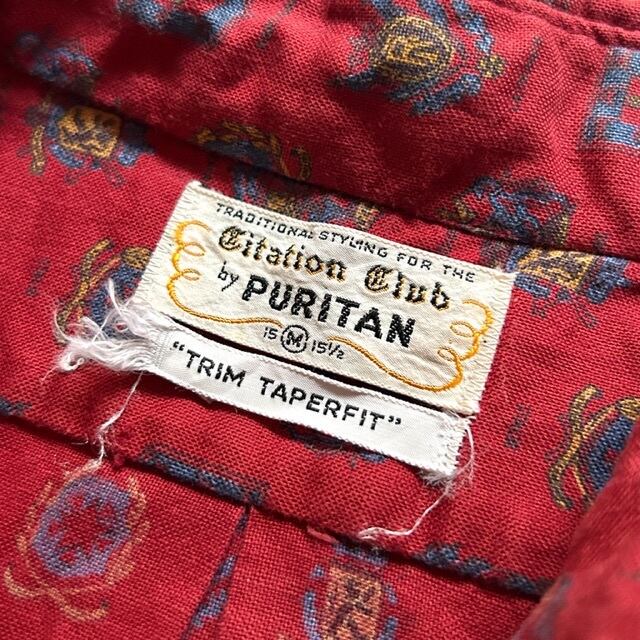 TRADITIONAL STYLING FOR THE
Citation Club
by PURITAN
15 M 15½
"TRIM TAPERFIT"